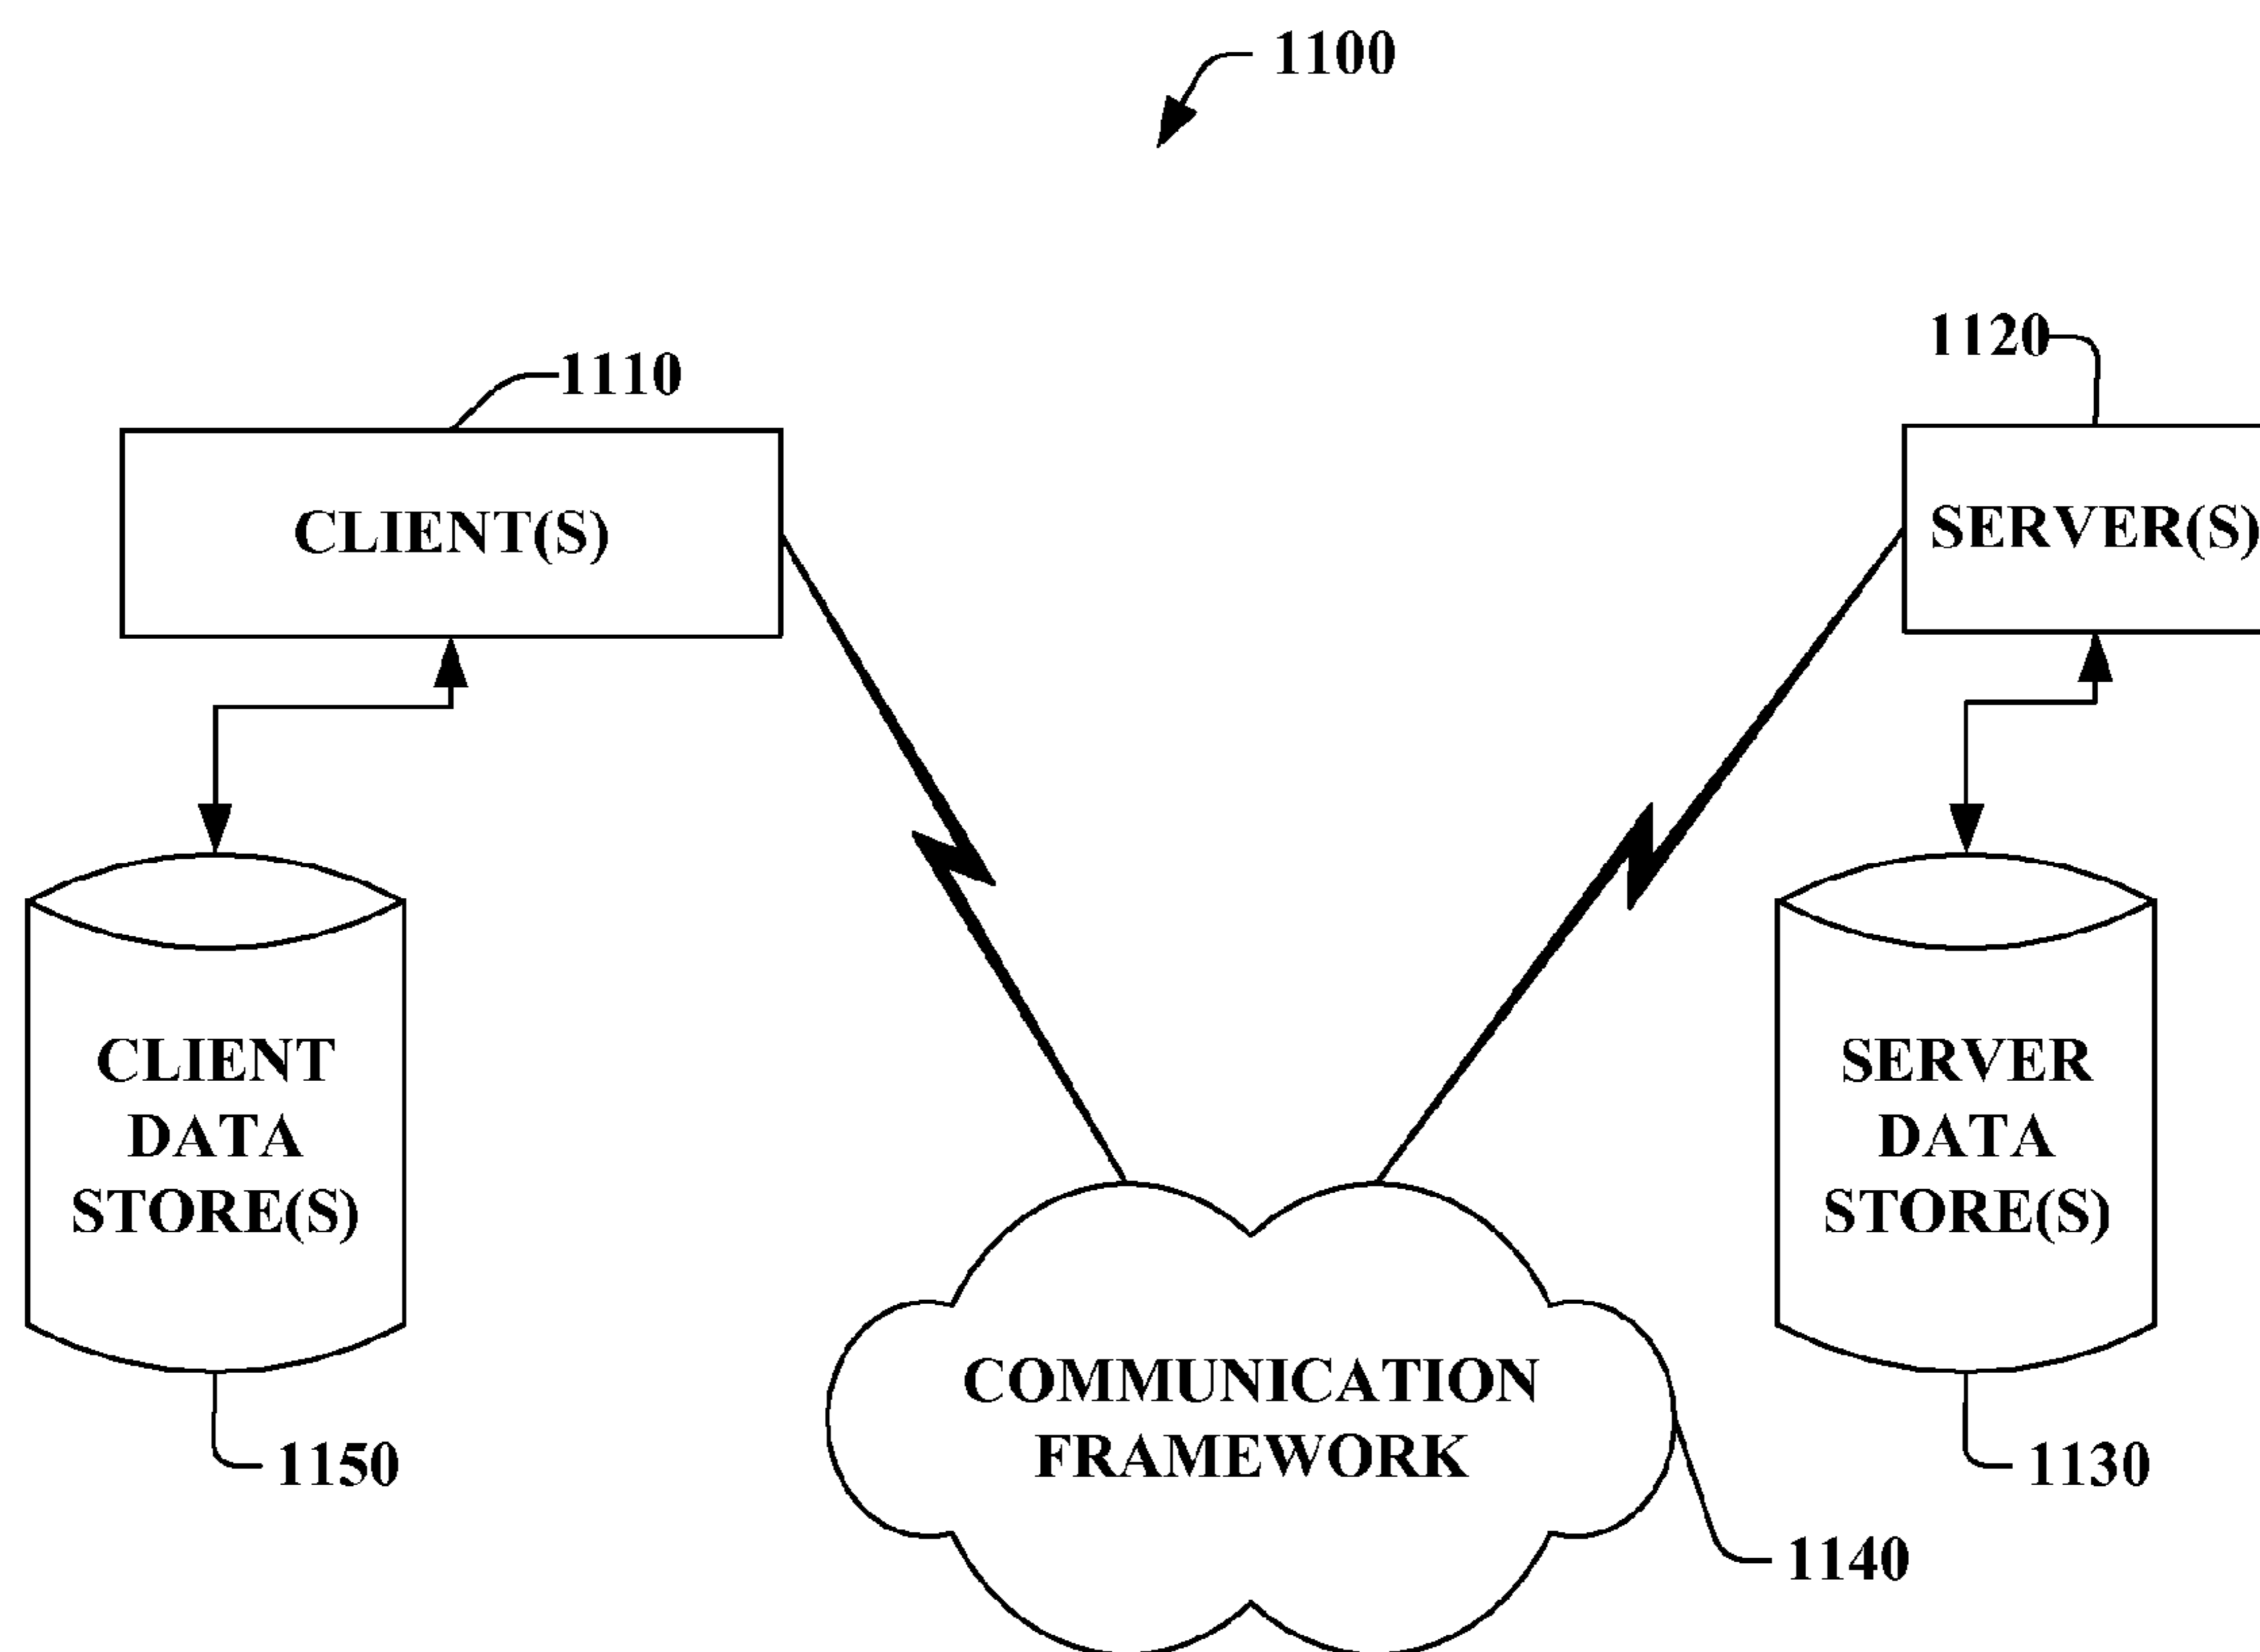 1100
1110
1120
CLIENT(S)
SERVER(S)
CLIENT
DATA
STORE(S)
SERVER
DATA
STORE(S)
COMMUNICATION
FRAMEWORK
1150
1130
1140